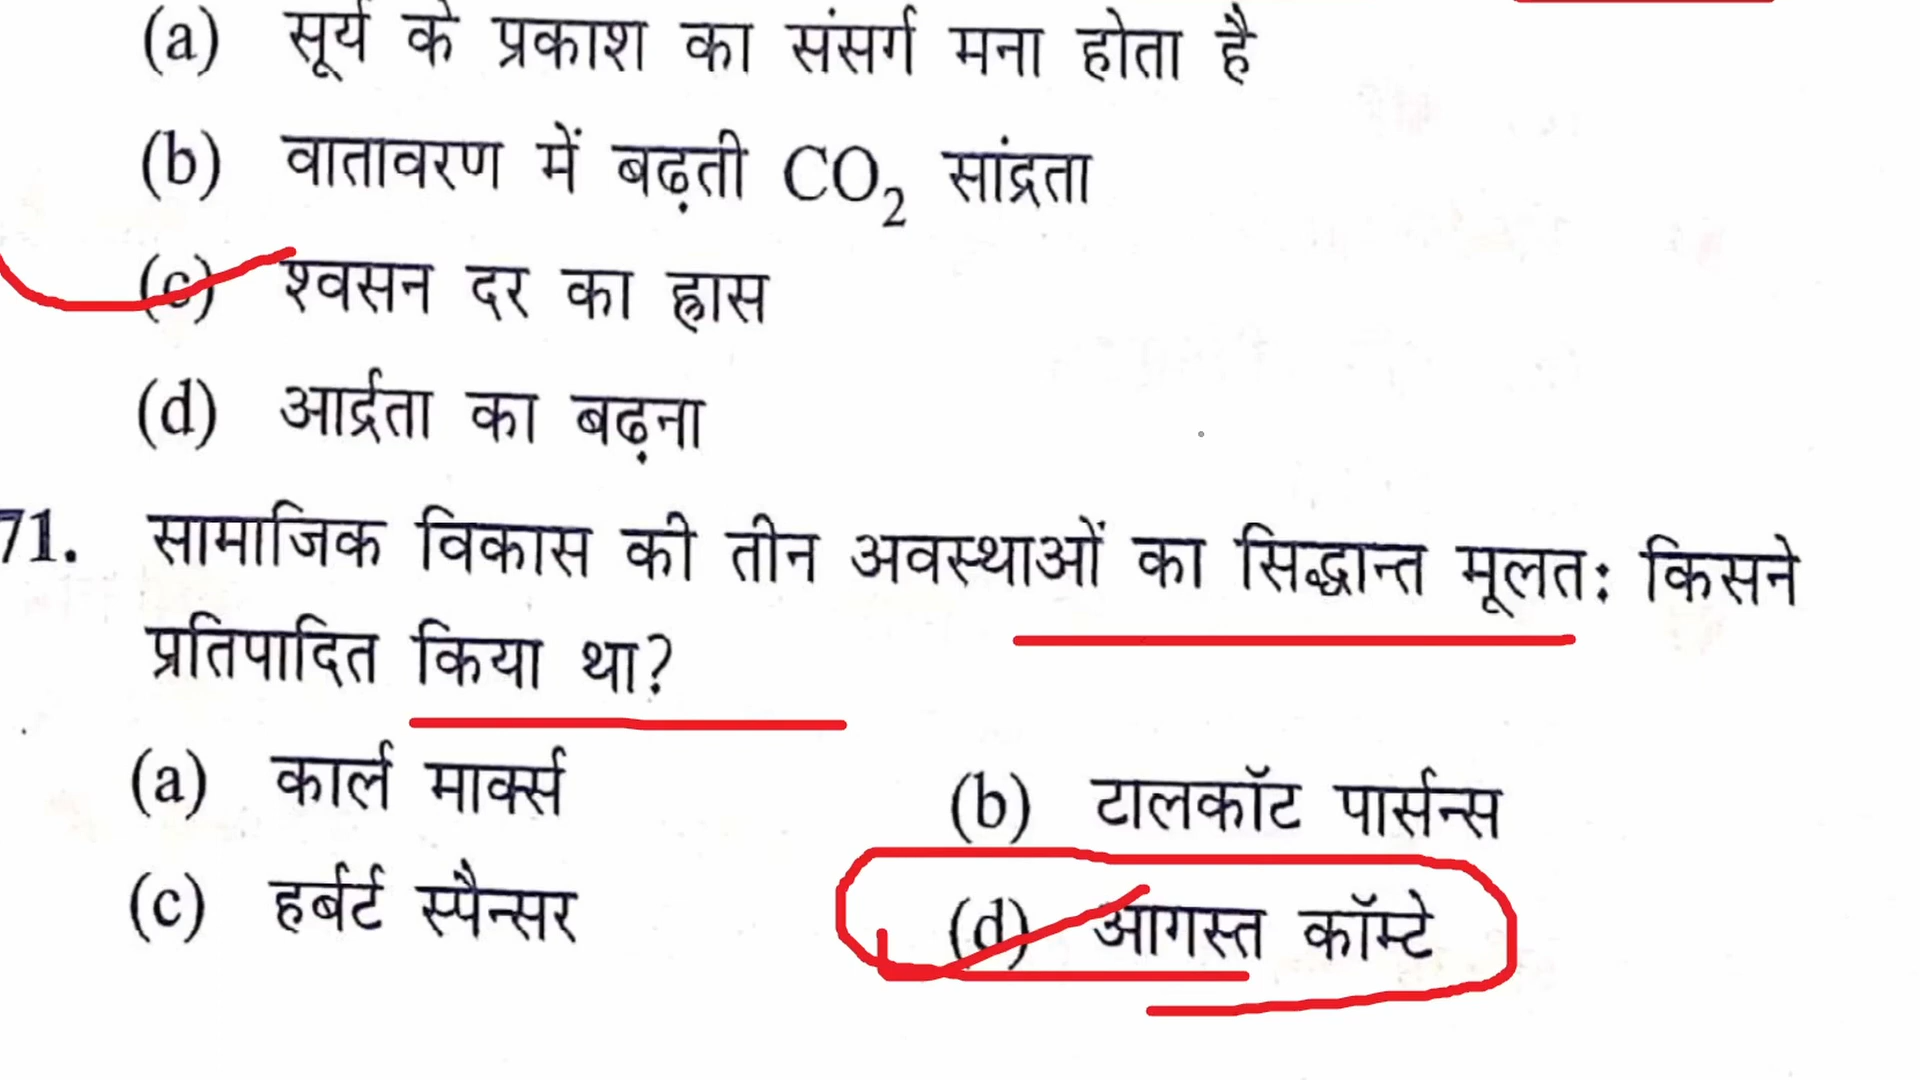 (a) सूर्य के प्रकाश का संसर्ग मना होता है
(b) वातावरण में बढ़ती CO₂ सांद्रता
(c) श्वसन दर का ह्रास
(d) आर्द्रता का बढ़ना
71. सामाजिक विकास की तीन अवस्थाओं का सिद्धान्त मूलत: किसने
प्रतिपादित किया था?
(a) कार्ल मार्क्स (b) टालकॉट पार्सन्स
(c) हर्बर्ट स्पैन्सर (d) आगस्त कॉम्टे